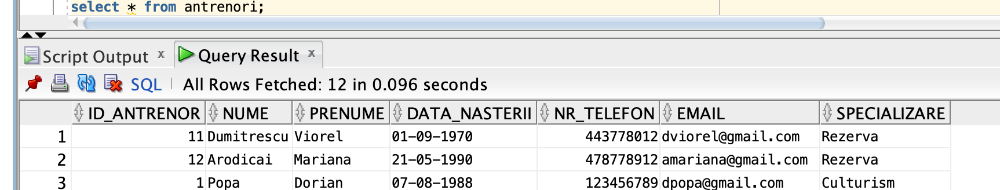 select * from antrenori;
Script Output x Query Result x
SQL | All Rows Fetched: 12 in 0.096 seconds
ID_ANTRENOR NUME PRENUME DATA_NASTERII NR_TELEFON EMAIL SPECIALIZARE
1 11 Dumitrescu Viorel 01-09-1970 443778012 dviorel@gmail.com Rezerva
2 12 Arodicai Mariana 21-05-1990 478778912 amariana@gmail.com Rezerva
3 1 Popa Dorian 07-08-1988 123456789 dpopa@gmail.com Culturism